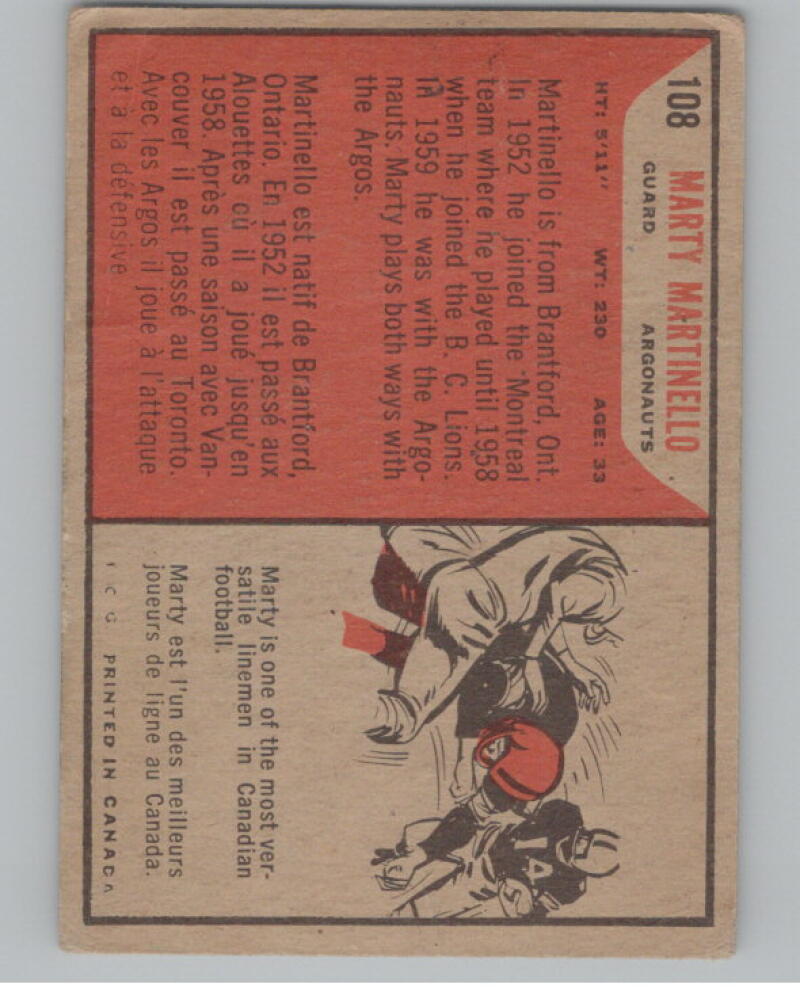 108 MARTY MARTINELLO
GUARD ARGONAUTS
HT: 5'11" WT: 230 AGE: 33
Martinello is from Brantford, Ont.
In 1952 he joined the Montreal
team where he played until 1958
when he joined the B. C. Lions.
In 1959 he was with the Argo-
nauts. Marty plays both ways with
the Argos.
Martinello est natif de Brantford,
Ontario. En 1952 il est passé aux
Alouettes où il a joué jusqu'en
1958. Après une saison avec Van-
couver il est passé au Toronto.
Avec les Argos il joue à l'attaque
et à la défensive
14
Marty is one of the most ver-
satile linemen in Canadian
football.
Marty est l'un des meilleurs
joueurs de ligne au Canada.
C G PRINTED IN CANADA